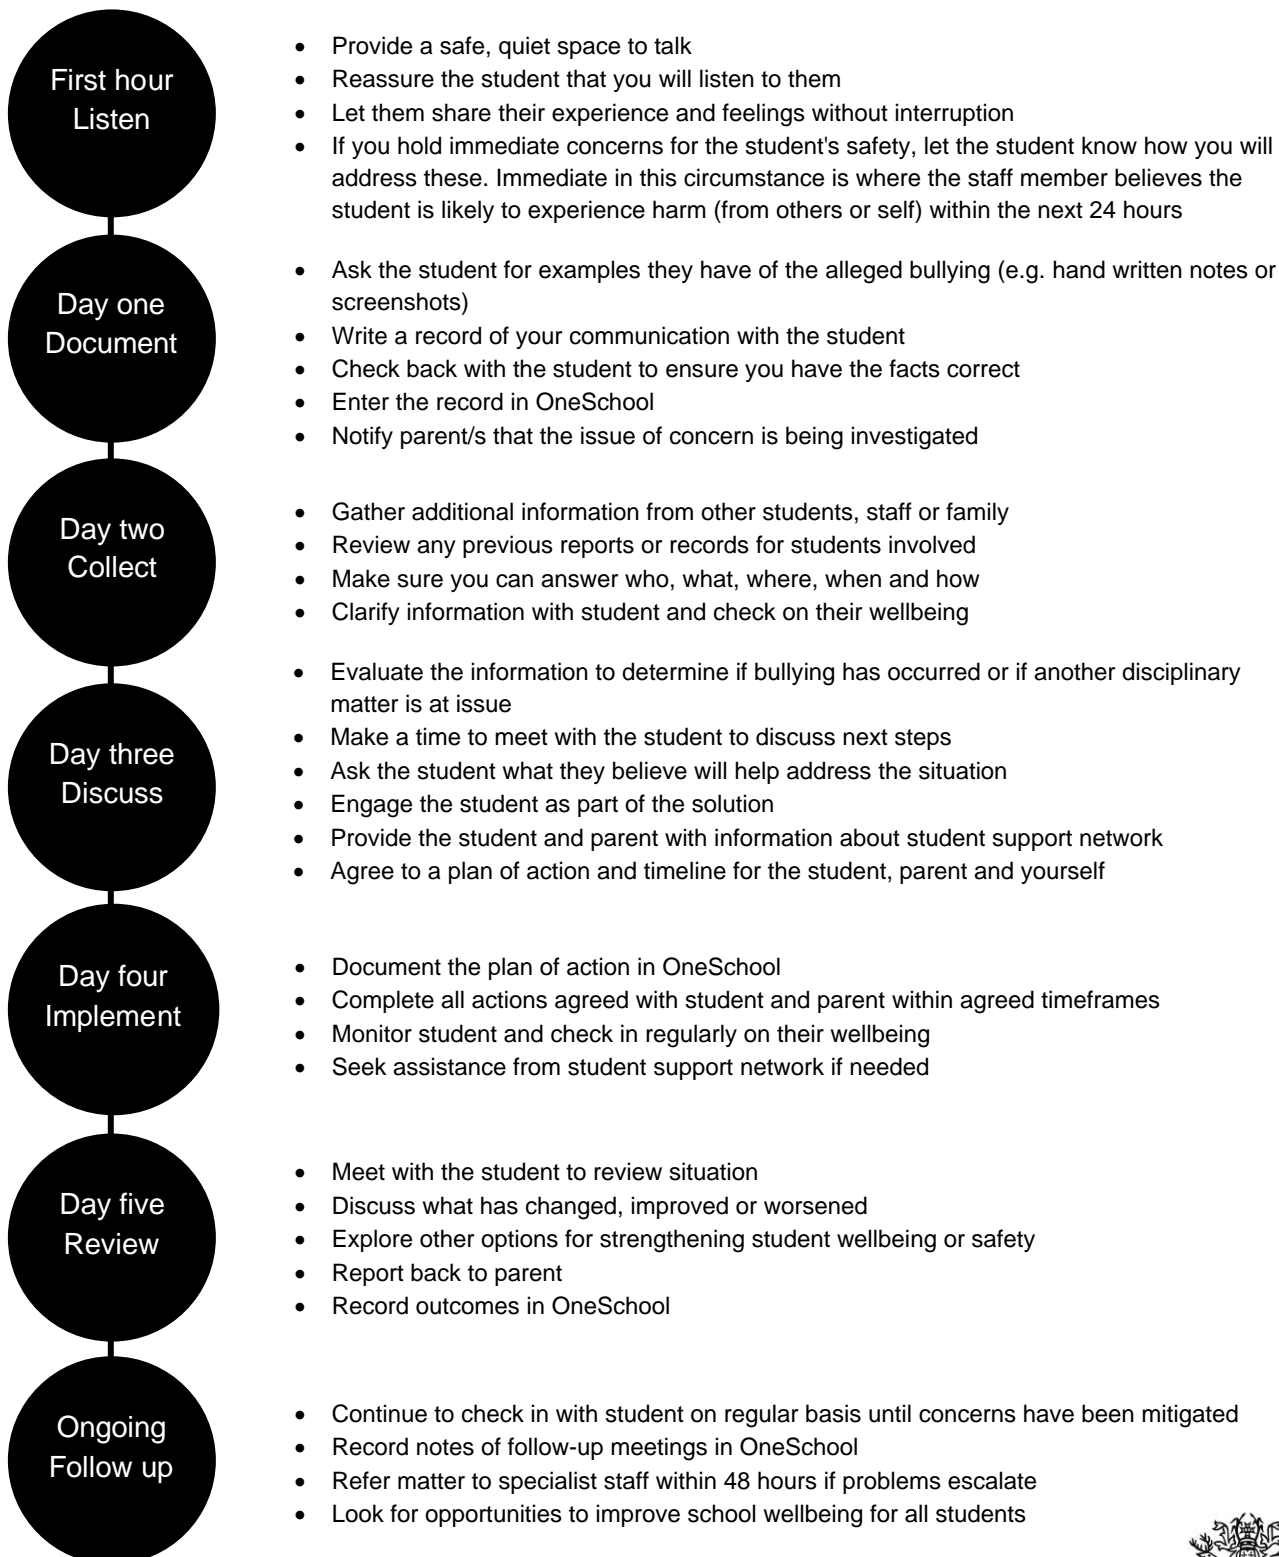 First hour
Listen
• Provide a safe, quiet space to talk
• Reassure the student that you will listen to them
• Let them share their experience and feelings without interruption
• If you hold immediate concerns for the student's safety, let the student know how you will
address these. Immediate in this circumstance is where the staff member believes the
student is likely to experience harm (from others or self) within the next 24 hours
Day one
Document
• Ask the student for examples they have of the alleged bullying (e.g. hand written notes or
screenshots)
• Write a record of your communication with the student
• Check back with the student to ensure you have the facts correct
• Enter the record in OneSchool
• Notify parent/s that the issue of concern is being investigated
Day two
Collect
• Gather additional information from other students, staff or family
• Review any previous reports or records for students involved
• Make sure you can answer who, what, where, when and how
• Clarify information with student and check on their wellbeing
Day three
Discuss
• Evaluate the information to determine if bullying has occurred or if another disciplinary
matter is at issue
• Make a time to meet with the student to discuss next steps
• Ask the student what they believe will help address the situation
• Engage the student as part of the solution
• Provide the student and parent with information about student support network
• Agree to a plan of action and timeline for the student, parent and yourself
Day four
Implement
• Document the plan of action in OneSchool
• Complete all actions agreed with student and parent within agreed timeframes
• Monitor student and check in regularly on their wellbeing
• Seek assistance from student support network if needed
Day five
Review
• Meet with the student to review situation
• Discuss what has changed, improved or worsened
• Explore other options for strengthening student wellbeing or safety
• Report back to parent
• Record outcomes in OneSchool
Ongoing
Follow up
• Continue to check in with student on regular basis until concerns have been mitigated
• Record notes of follow-up meetings in OneSchool
• Refer matter to specialist staff within 48 hours if problems escalate
• Look for opportunities to improve school wellbeing for all students